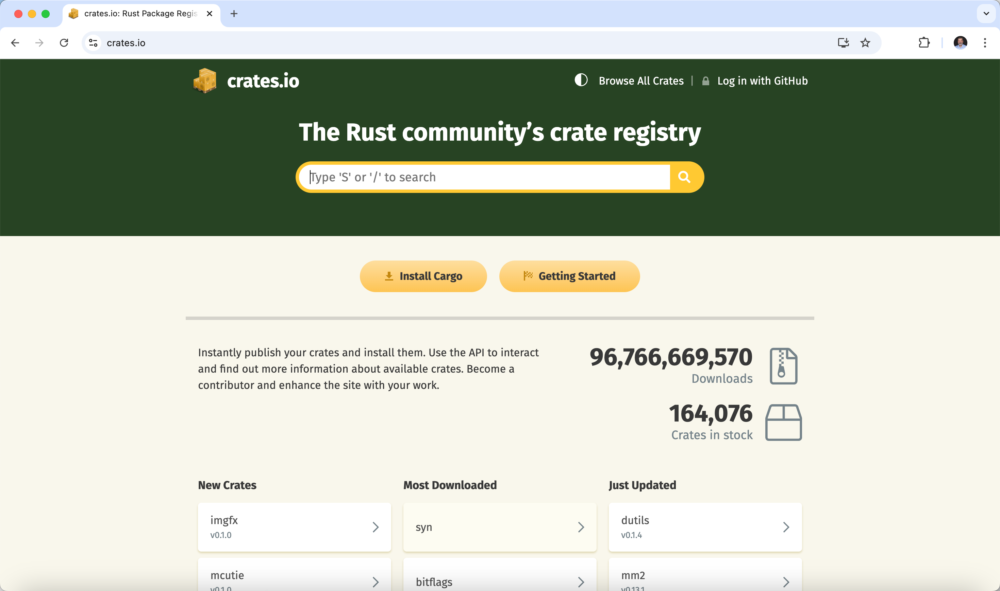 crates.io: Rust Package Regis
crates.io
crates.io
Browse All Crates | Log in with GitHub
The Rust community’s crate registry
Type 'S' or '/' to search
Install Cargo
Getting Started
Instantly publish your crates and install them. Use the API to interact
and find out more information about available crates. Become a
contributor and enhance the site with your work.
96,766,669,570
Downloads
164,076
Crates in stock
New Crates
imgfx
v0.1.0
mcutie
v0.1.0
Most Downloaded
syn
bitflags
Just Updated
dutils
v0.1.4
mm2
v0.13.1